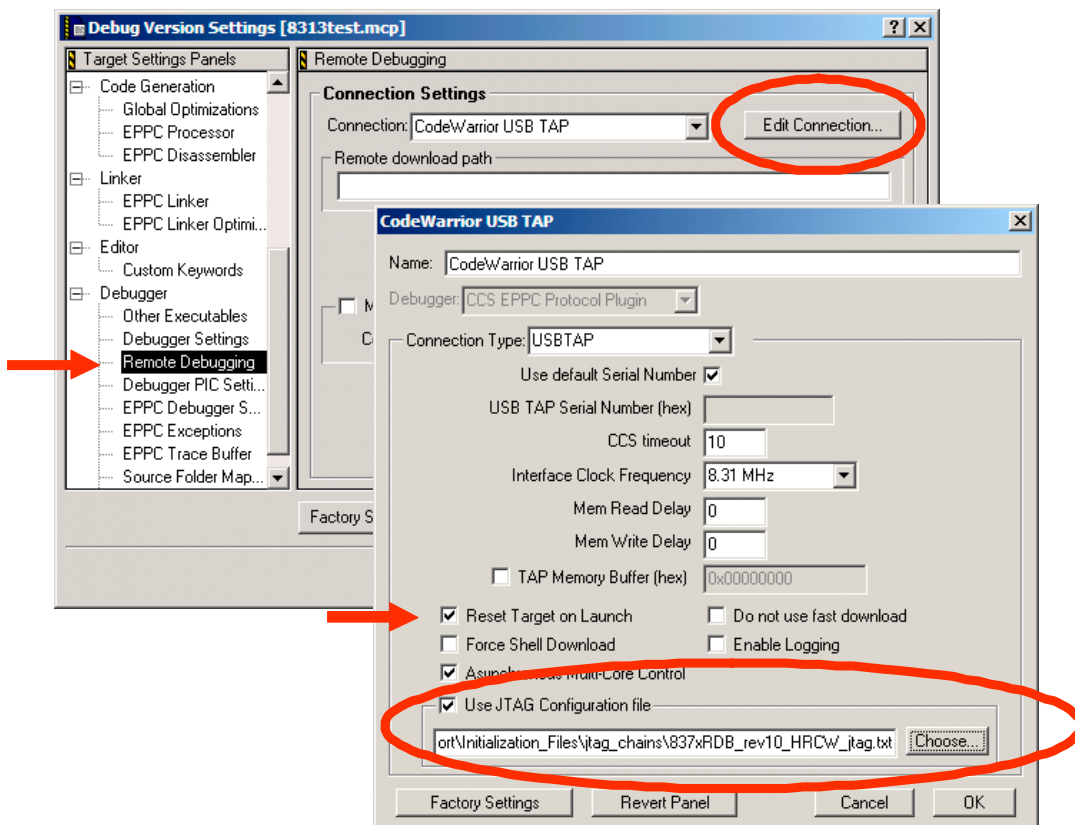 Debug Version Settings [8313test.mcp]
Target Settings Panels
Code Generation
Global Optimizations
EPPC Processor
EPPC Disassembler
Linker
EPPC Linker
EPPC Linker Optimi...
Editor
Custom Keywords
Debugger
Other Executables
Debugger Settings
Remote Debugging
Debugger PIC Setti...
EPPC Debugger S...
EPPC Exceptions
EPPC Trace Buffer
Source Folder Map...
Remote Debugging
Connection Settings
Connection: CodeWarrior USB TAP
Edit Connection...
Remote download path
Factory S
CodeWarrior USB TAP
Name: CodeWarrior USB TAP
Debugger: CCS EPPC Protocol Plugin
Connection Type: USBTAP
Use default Serial Number
USB TAP Serial Number (hex)
CCS timeout 10
Interface Clock Frequency 8.31 MHz
Mem Read Delay 0
Mem Write Delay 0
TAP Memory Buffer (hex) 0x00000000
Reset Target on Launch Do not use fast download
Force Shell Download Enable Logging
Asynchronous Multi-Core Control
Use JTAG Configuration file
ort\Initialization_Files\jtag_chains\837xRDB_rev10_HRCW_jtag.txt Choose...
Factory Settings Revert Panel Cancel OK